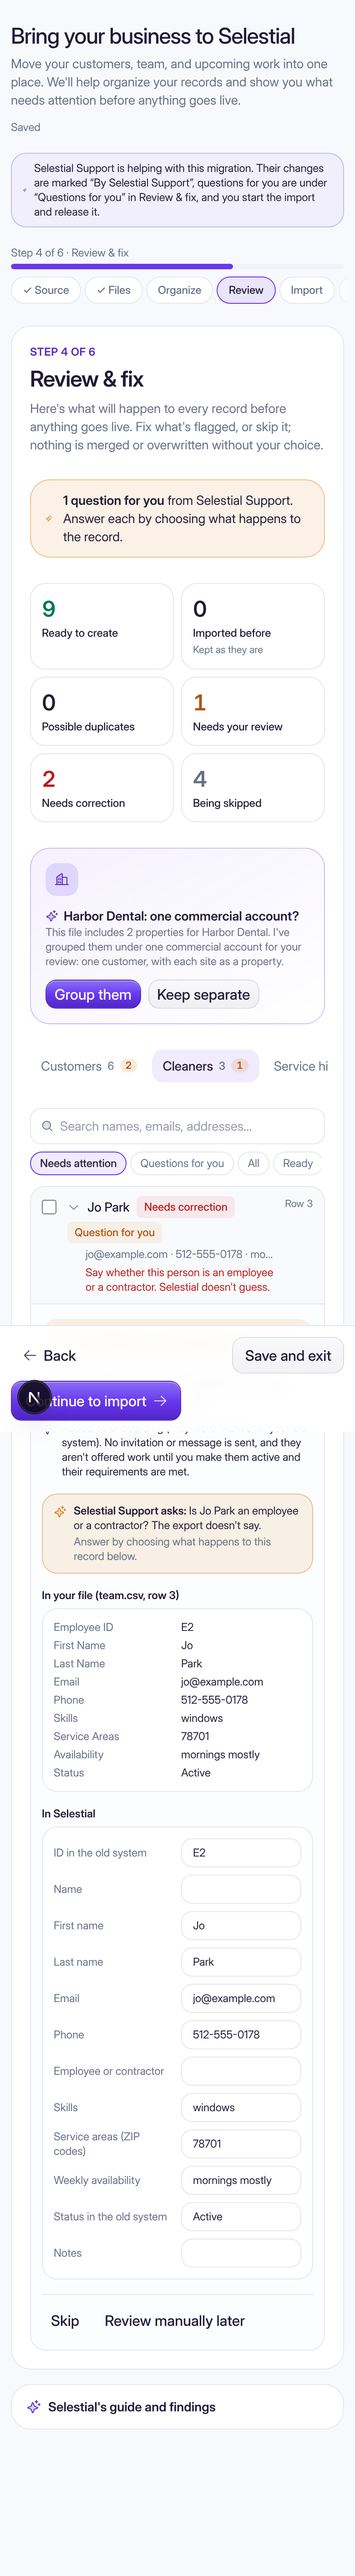 Bring your business to Selestial
Move your customers, team, and upcoming work into one
place. We'll help organize your records and show you what
needs attention before anything goes live.
Saved
Selestial Support is helping with this migration. Their changes
are marked “By Selestial Support”, questions for you are under
“Questions for you” in Review & fix, and you start the import
and release it.
Step 4 of 6 · Review & fix
✓ Source
✓ Files
Organize
Review
Import
STEP 4 OF 6
Review & fix
Here's what will happen to every record before
anything goes live. Fix what's flagged, or skip it;
nothing is merged or overwritten without your choice.
1 question for you from Selestial Support.
Answer each by choosing what happens to
the record.
9
Ready to create
0
Imported before
Kept as they are
0
Possible duplicates
1
Needs your review
2
Needs correction
4
Being skipped
Harbor Dental: one commercial account?
This file includes 2 properties for Harbor Dental. I've
grouped them under one commercial account for your
review: one customer, with each site as a property.
Group them
Keep separate
Customers 6 2
Cleaners 3 1
Service hi
Search names, emails, addresses...
Needs attention
Questions for you
All
Ready
Jo Park
Needs correction
Row 3
Question for you
jo@example.com · 512-555-0178 · mo...
Say whether this person is an employee
or a contractor. Selestial doesn't guess.
← Back
Save and exit
N
tinue to import →
system). No invitation or message is sent, and they
aren't offered work until you make them active and
their requirements are met.
Selestial Support asks: Is Jo Park an employee
or a contractor? The export doesn't say.
Answer by choosing what happens to this
record below.
In your file (team.csv, row 3)
Employee ID E2
First Name Jo
Last Name Park
Email jo@example.com
Phone 512-555-0178
Skills windows
Service Areas 78701
Availability mornings mostly
Status Active
In Selestial
ID in the old system E2
Name
First name Jo
Last name Park
Email jo@example.com
Phone 512-555-0178
Employee or contractor
Skills windows
Service areas (ZIP
codes) 78701
Weekly availability mornings mostly
Status in the old system Active
Notes
Skip
Review manually later
Selestial's guide and findings